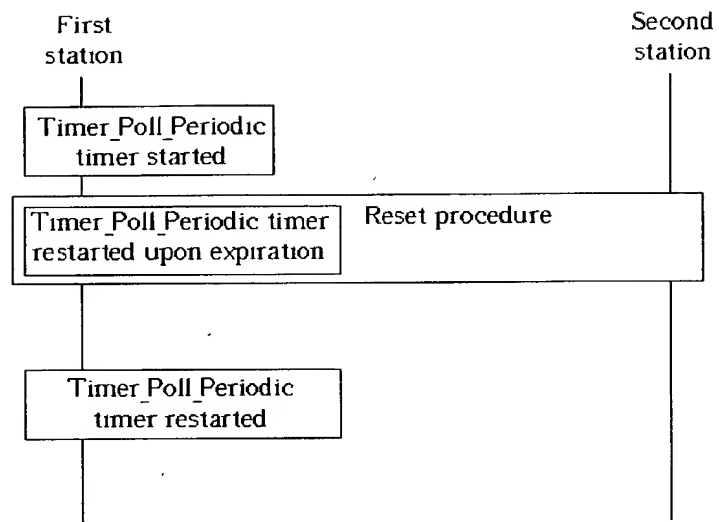 First
station
Second
station
Timer_Poll_Periodic
timer started
Timer_Poll_Periodic timer
restarted upon expiration
Reset procedure
Timer_Poll_Periodic
timer restarted